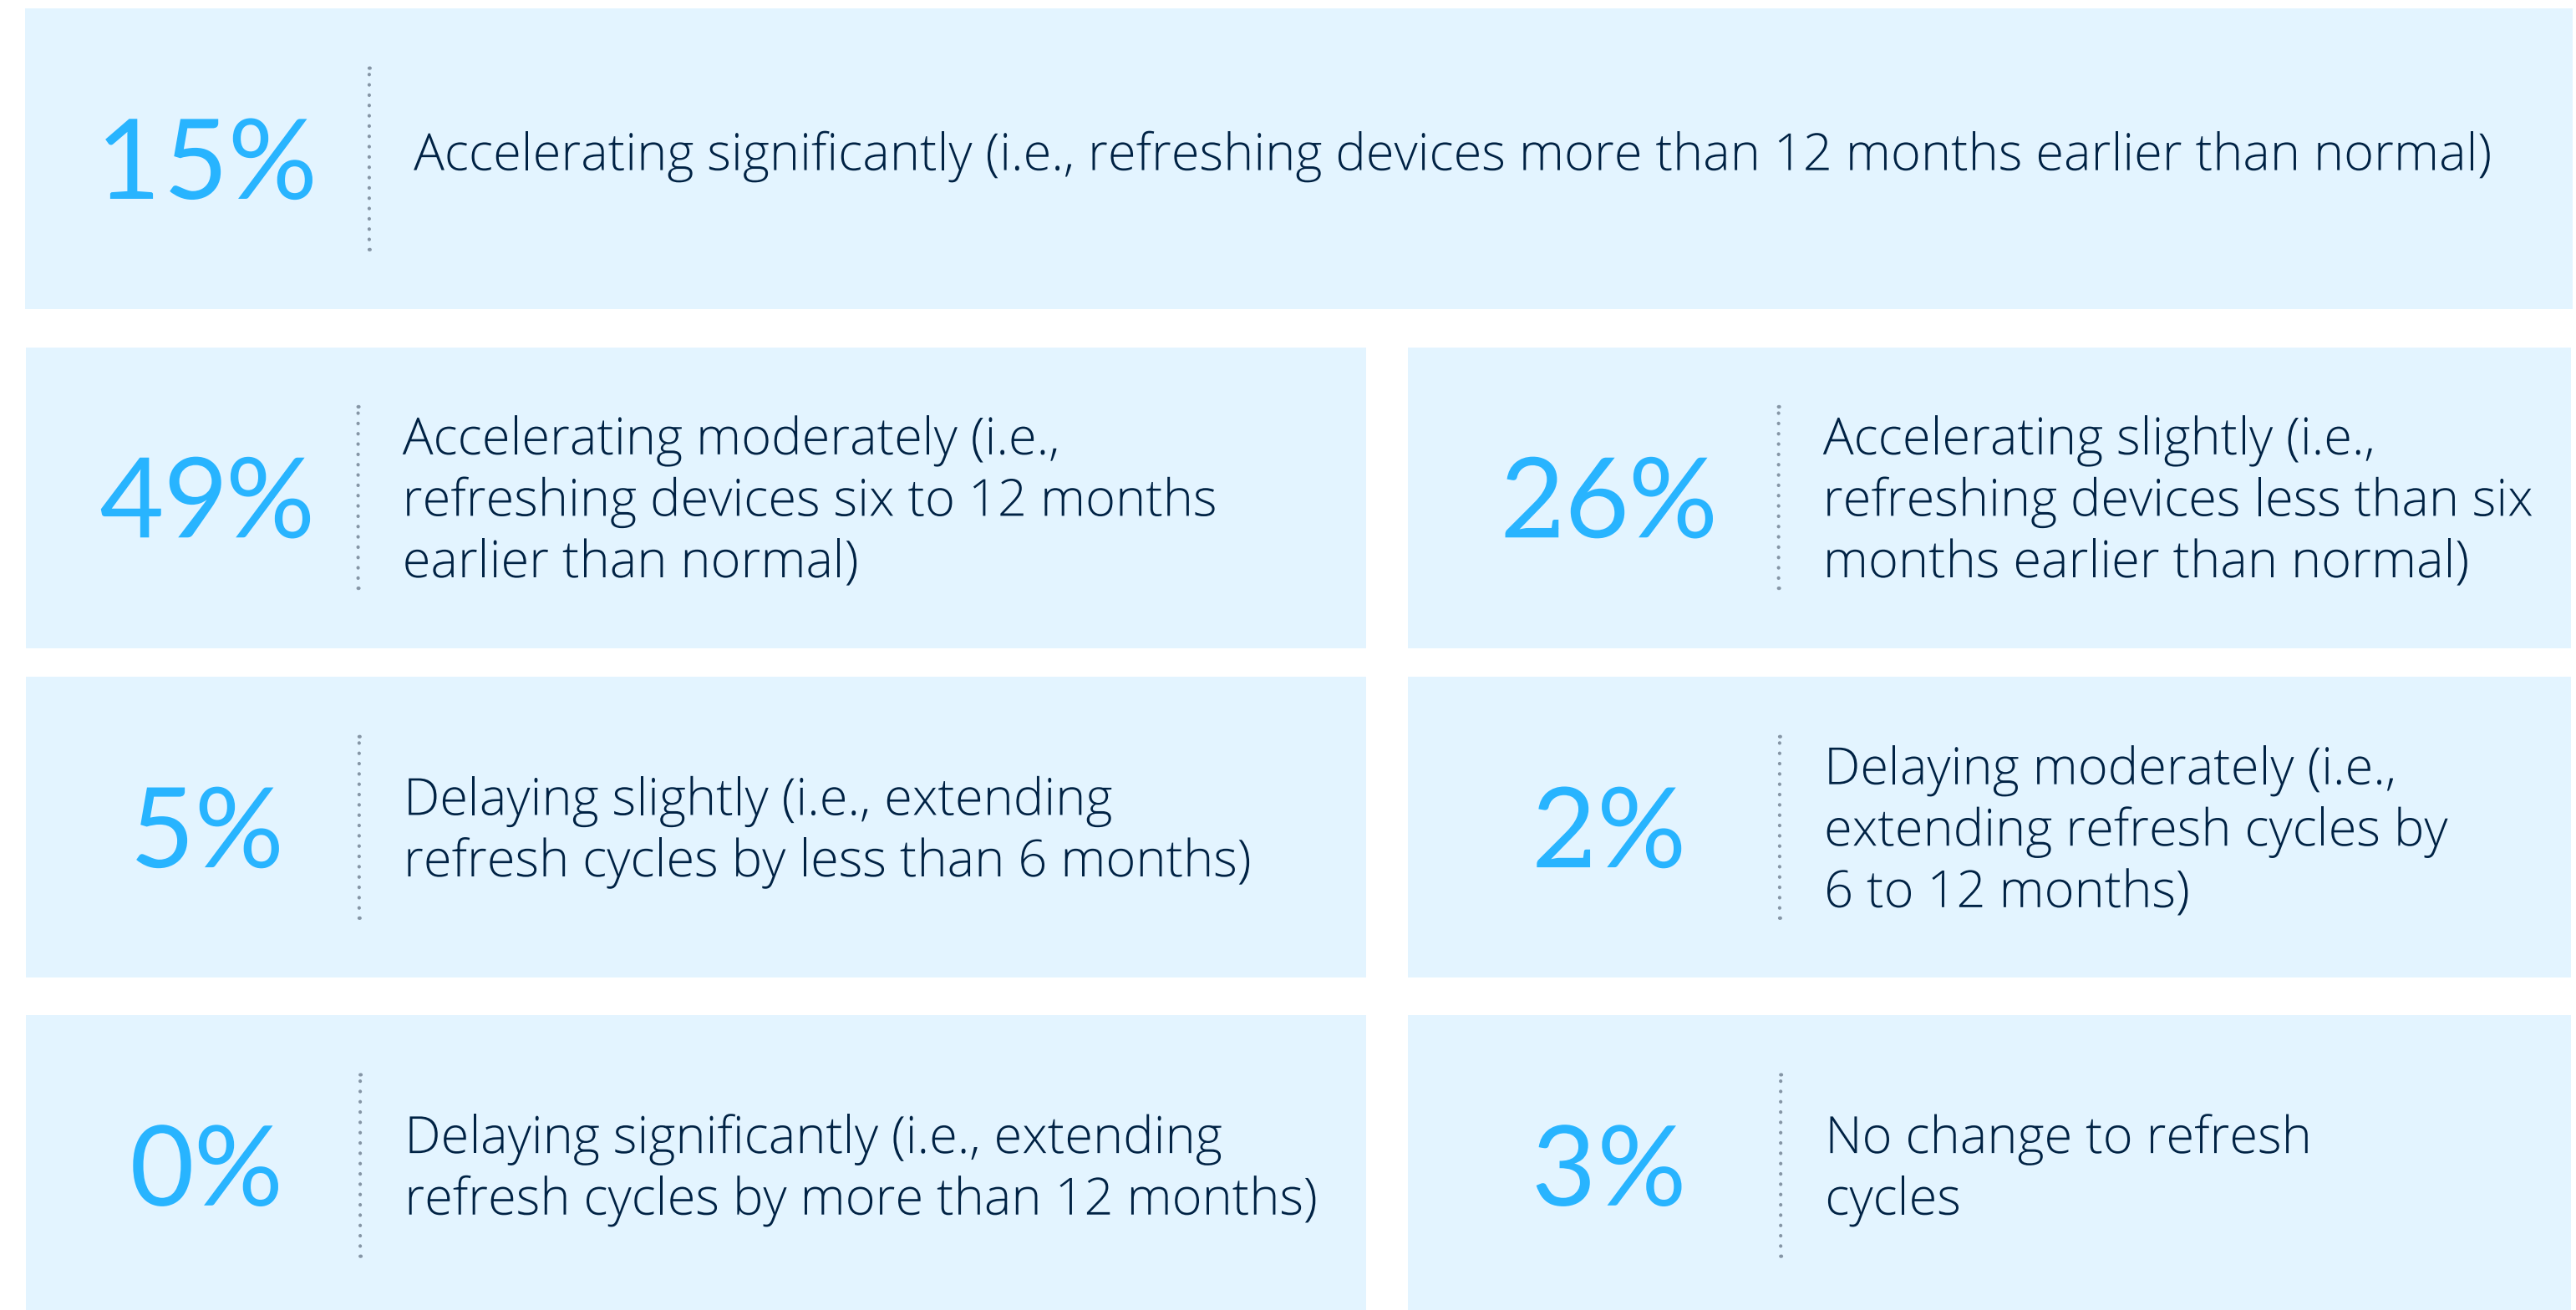 15%
Accelerating significantly (i.e., refreshing devices more than 12 months earlier than normal)
49%
Accelerating moderately (i.e.,
refreshing devices six to 12 months
earlier than normal)
26%
Accelerating slightly (i.e.,
refreshing devices less than six
months earlier than normal)
5%
Delaying slightly (i.e., extending
refresh cycles by less than 6 months)
2%
Delaying moderately (i.e.,
extending refresh cycles by
6 to 12 months)
0%
Delaying significantly (i.e., extending
refresh cycles by more than 12 months)
3%
No change to refresh
cycles